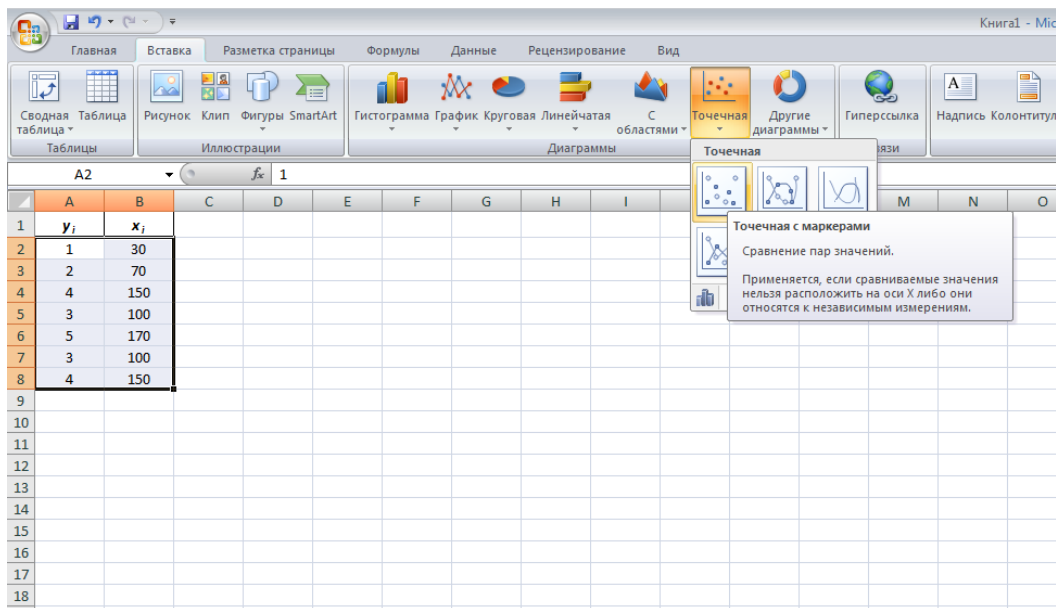 Книга1 - Mic
Главная Вставка Разметка страницы Формулы Данные Рецензирование Вид
Сводная таблица Таблица Рисунок Клип Фигуры SmartArt Гистограмма График Круговая Линейчатая С областями Точечная Другие диаграммы Гиперссылка Надпись Колонтитул
Таблицы Иллюстрации Диаграммы язи
Точечная
A2 fx 1
A B C D E F G H I M N O
1 yi xi
2 1 30
3 2 70
4 4 150
5 3 100
6 5 170
7 3 100
8 4 150
9
10
11
12
13
14
15
16
17
18
Точечная с маркерами
Сравнение пар значений.
Применяется, если сравниваемые значения
нельзя расположить на оси X либо они
относятся к независимым измерениям.